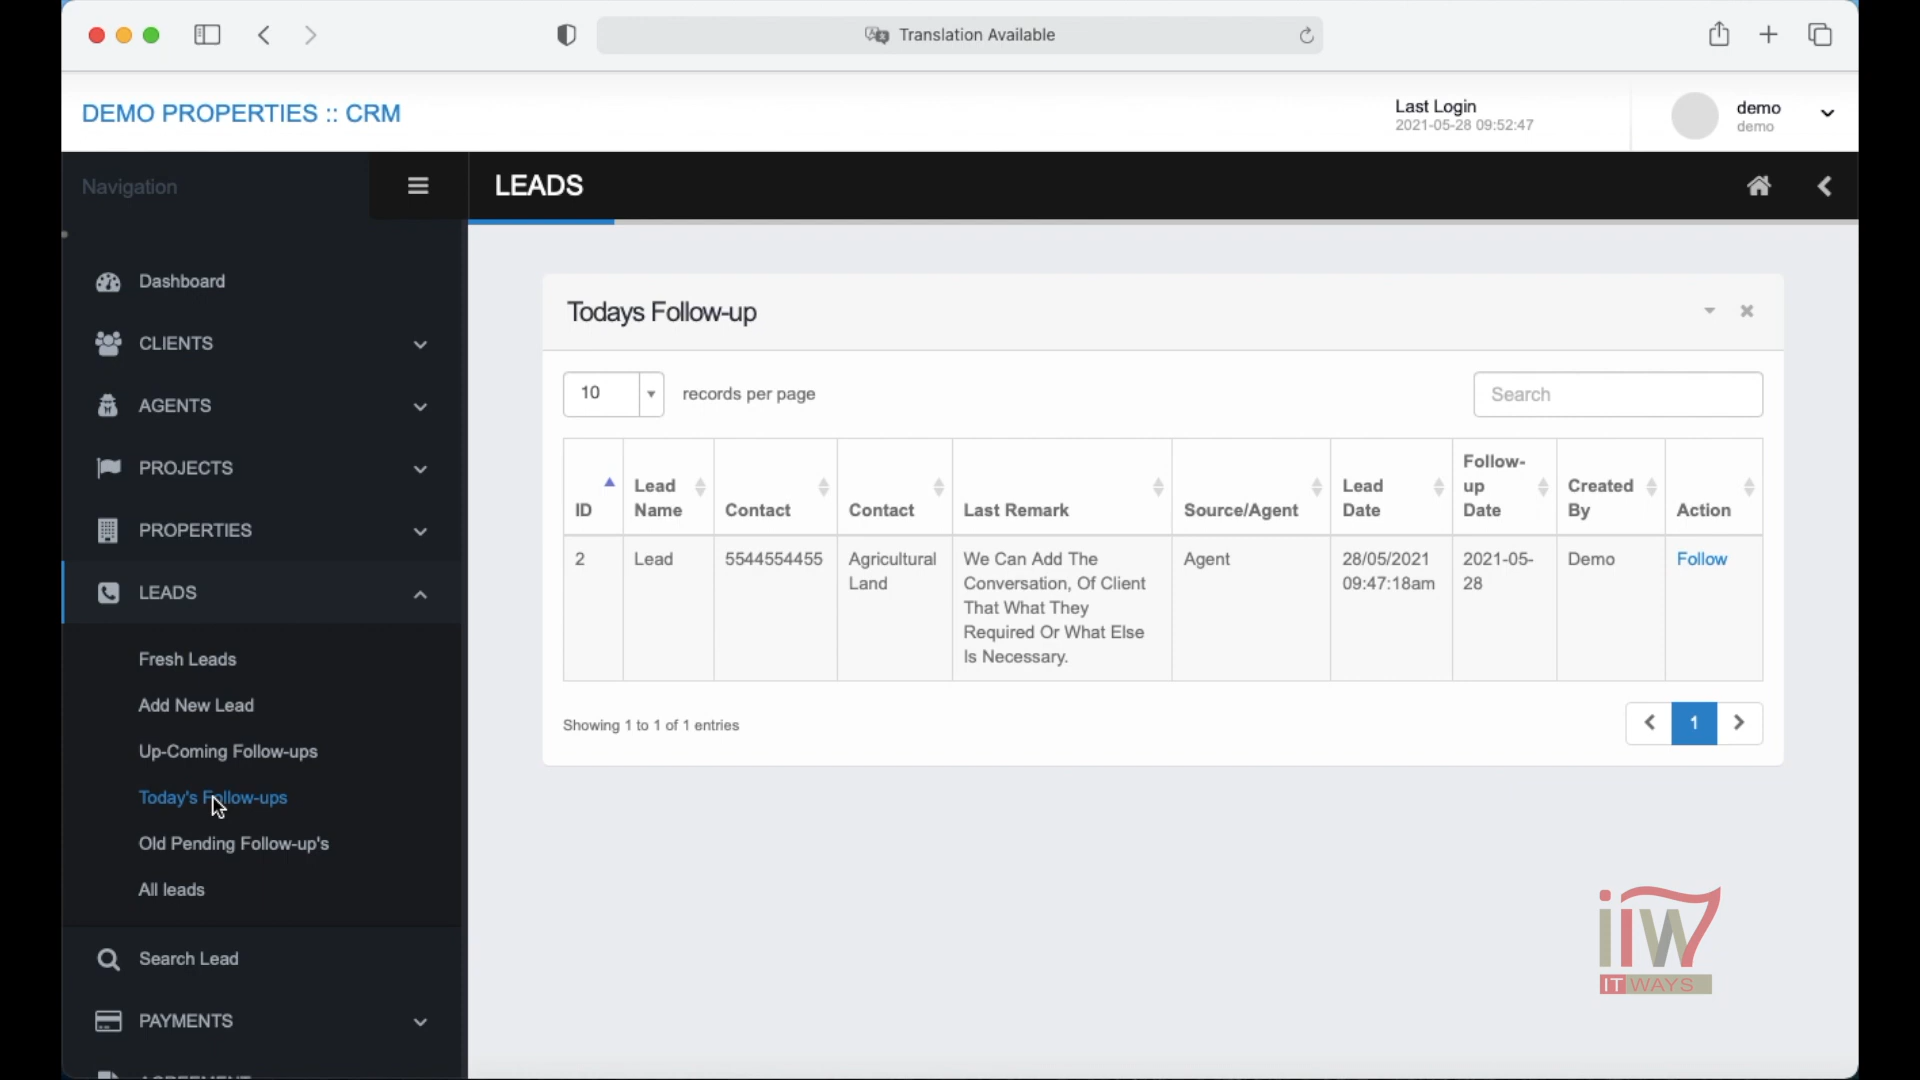 Translation Available
DEMO PROPERTIES :: CRM
Last Login
2021-05-28 09:52:47
demo
demo
Navigation
LEADS
Dashboard
CLIENTS
AGENTS
PROJECTS
PROPERTIES
LEADS
Fresh Leads
Add New Lead
Up-Coming Follow-ups
Today's Follow-ups
Old Pending Follow-up's
All leads
Search Lead
PAYMENTS
Todays Follow-up
10 records per page
Search
ID
Lead
Name
Contact
Contact
Last Remark
Source/Agent
Lead
Date
Follow-
up
Date
Created
By
Action
2
Lead
5544554455
Agricultural
Land
We Can Add The
Conversation, Of Client
That What They
Required Or What Else
Is Necessary.
Agent
28/05/2021
09:47:18am
2021-05-
28
Demo
Follow
Showing 1 to 1 of 1 entries
1
iiw
IT WAYS